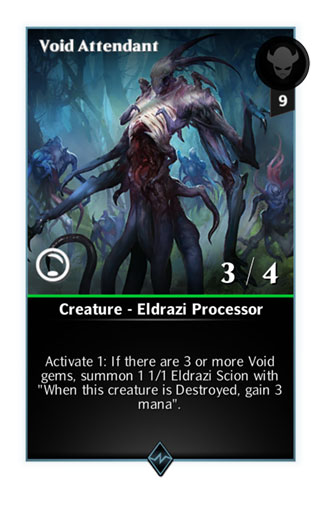 Void Attendant
9
3 / 4
Creature - Eldrazi Processor
Activate 1: If there are 3 or more Void
gems, summon 1 1/1 Eldrazi Scion with
"When this creature is Destroyed, gain 3
mana".